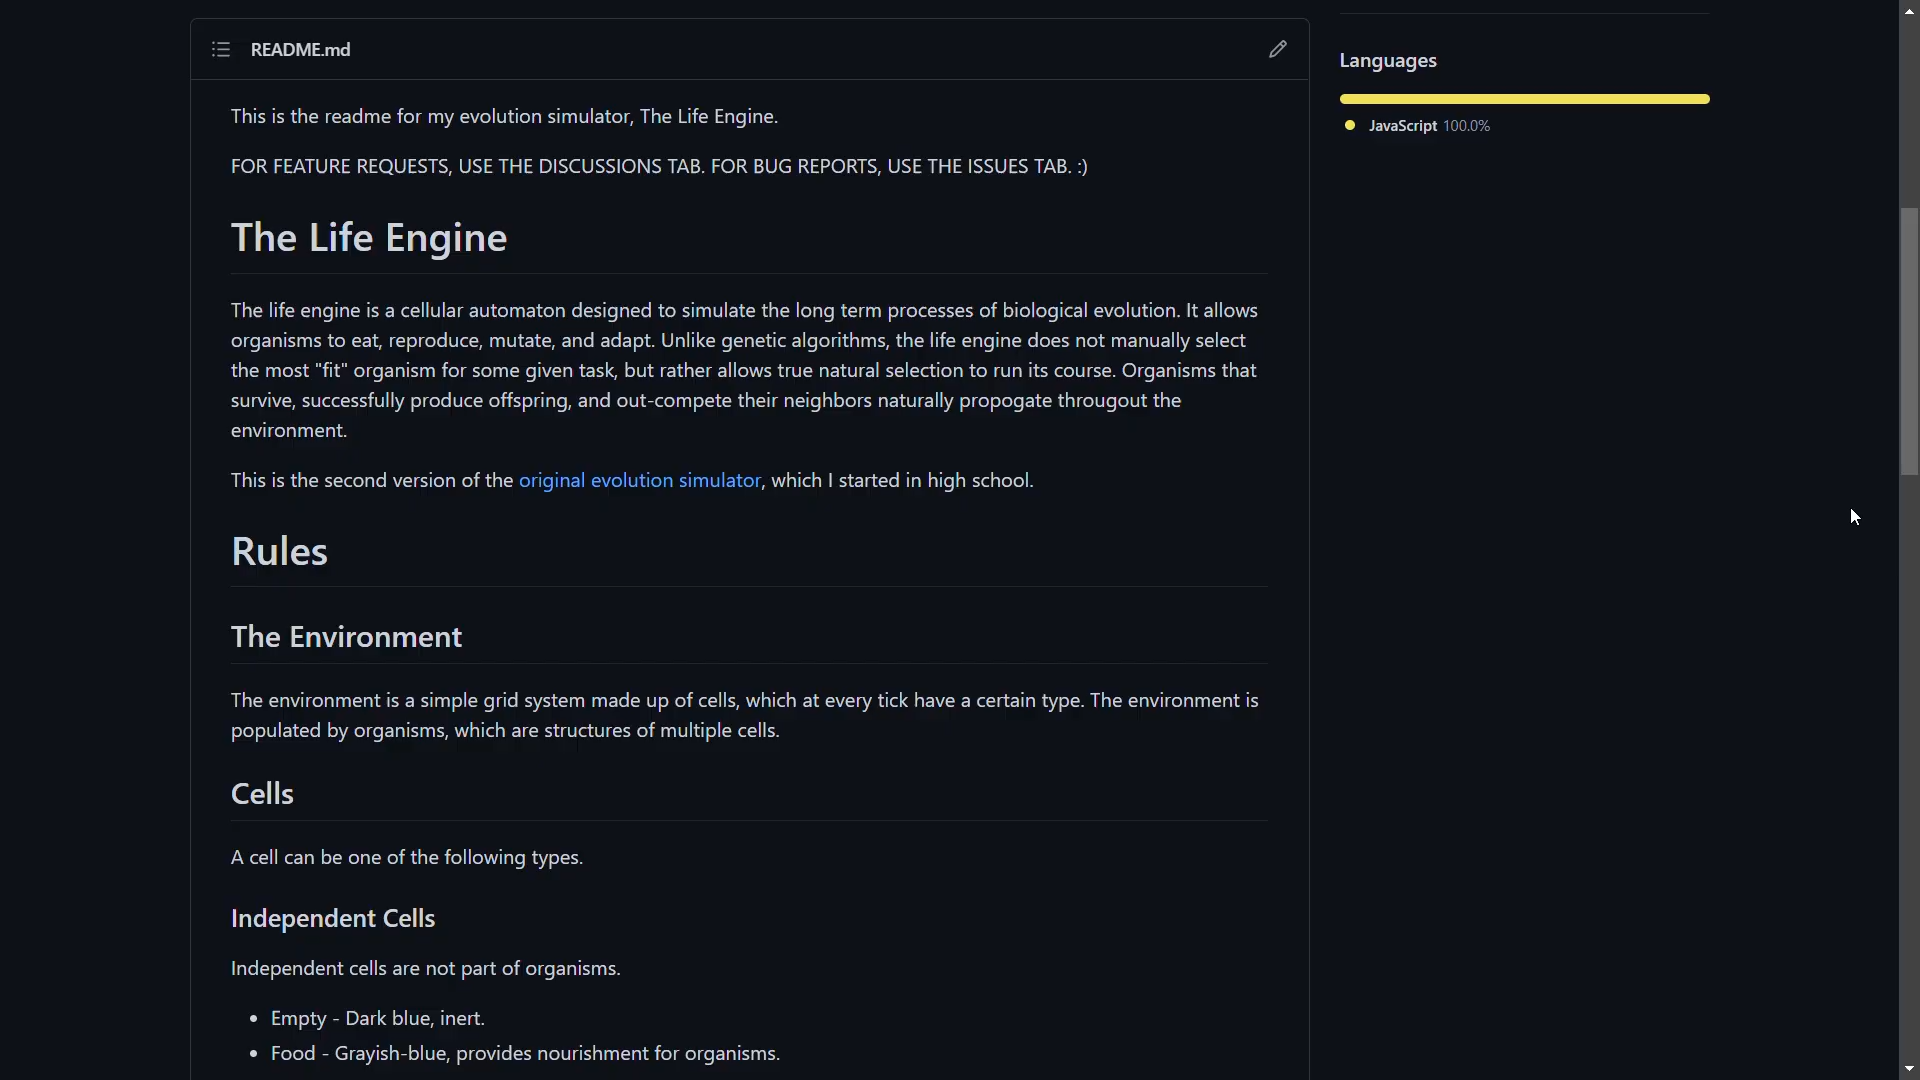 README.md
This is the readme for my evolution simulator, The Life Engine.
FOR FEATURE REQUESTS, USE THE DISCUSSIONS TAB. FOR BUG REPORTS, USE THE ISSUES TAB. :)
The Life Engine
The life engine is a cellular automaton designed to simulate the long term processes of biological evolution. It allows
organisms to eat, reproduce, mutate, and adapt. Unlike genetic algorithms, the life engine does not manually select
the most "fit" organism for some given task, but rather allows true natural selection to run its course. Organisms that
survive, successfully produce offspring, and out-compete their neighbors naturally propogate througout the
environment.
This is the second version of the original evolution simulator, which I started in high school.
Rules
The Environment
The environment is a simple grid system made up of cells, which at every tick have a certain type. The environment is
populated by organisms, which are structures of multiple cells.
Cells
A cell can be one of the following types.
Independent Cells
Independent cells are not part of organisms.
• Empty - Dark blue, inert.
• Food - Grayish-blue, provides nourishment for organisms.
Languages
JavaScript 100.0%